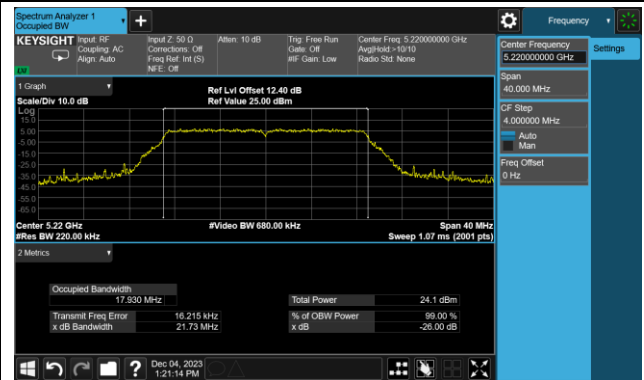 Spectrum Analyzer 1
Occupied BW
Frequency
KEYSIGHT
Input: RF
Coupling: AC
Align: Auto
Input Z: 50 Ω
Corrections: Off
Freq Ref: Int (S)
NFE: Off
Atten: 10 dB
Trig: Free Run
Gate: Off
#IF Gain: Low
Center Freq: 5.220000000 GHz
Avg|Hold:>10/10
Radio Std: None
LXI
Center Frequency
5.220000000 GHz
Settings
Span
40.000 MHz
CF Step
4.000000 MHz
Auto
Man
Freq Offset
0 Hz
1 Graph
Scale/Div 10.0 dB
Ref Lvl Offset 12.40 dB
Ref Value 25.00 dBm
Log
15.0
5.00
-5.00
-15.0
-25.0
-35.0
-45.0
-55.0
-65.0
Center 5.22 GHz
#Video BW 680.00 kHz
Span 40 MHz
#Res BW 220.00 kHz
Sweep 1.07 ms (2001 pts)
2 Metrics
Occupied Bandwidth
17.930 MHz
Total Power
24.1 dBm
Transmit Freq Error
16.215 kHz
% of OBW Power
99.00 %
x dB Bandwidth
21.73 MHz
x dB
-26.00 dB
Dec 04, 2023
1:21:14 PM